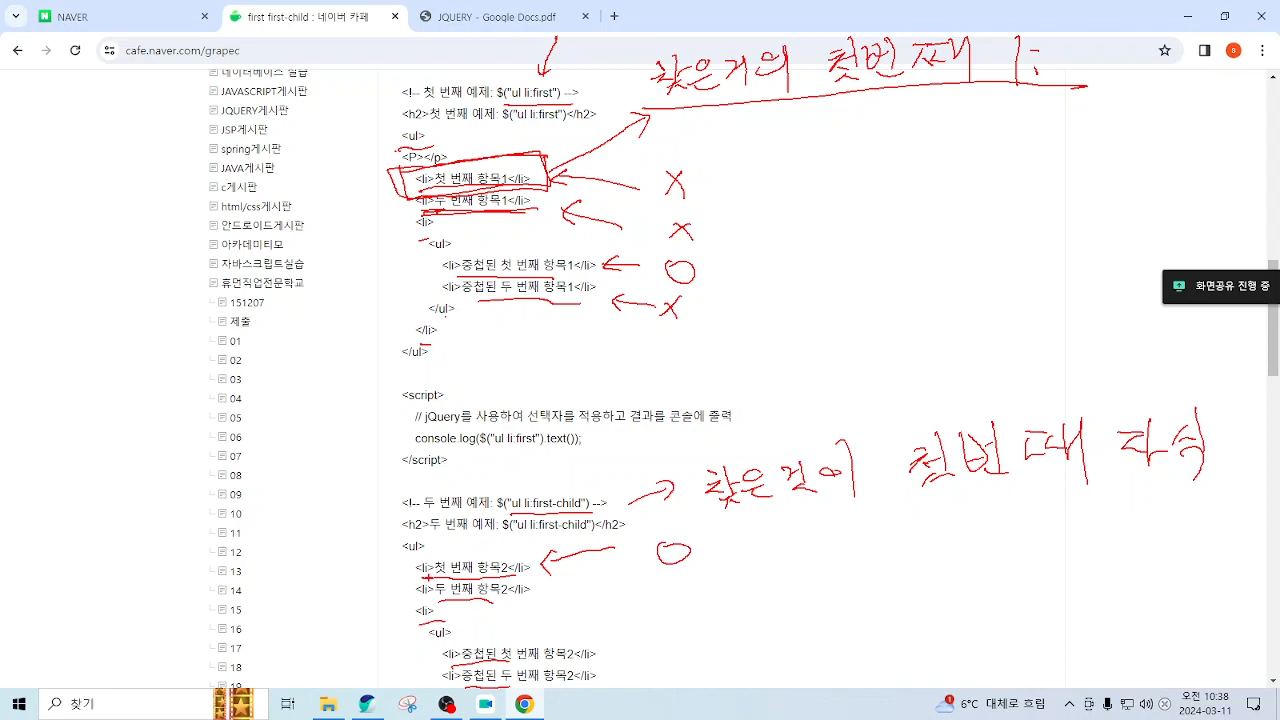 NAVER
first first-child : 네이버 카페
JQUERY - Google Docs.pdf
cafe.naver.com/grapec
S
데이터베이스 실습
JAVACRIPT게시판
JQUERY게시판
JSP게시판
spring게시판
JAVA게시판
c게시판
html/css게시판
안드로이드게시판
아카데미티모
자바스크립트실습
휴먼직업전문학교
151207
제출
01
02
03
04
05
06
07
08
09
10
11
12
13
14
15
16
17
18
19
찾은거의 첫번째 1:
<!-- 첫 번째 예제: $("ul li:first") -->
<h2>첫 번째 예제: $("ul li:first")</h2>
<ul>
<P></p>
<li>첫 번째 항목1</li>
X
<li>두 번째 항목1</li>
X
<li>
<ul>
<li>중첩된 첫 번째 항목1</li>
O
<li>중첩된 두 번째 항목1</li>
X
</ul>
</li>
</ul>
화면공유 진행 중
<script>
// jQuery를 사용하여 선택자를 적용하고 결과를 콘솔에 출력
console.log($("ul li:first").text());
</script>
찾은것이 첫번때 자식
<!-- 두 번째 예제: $("ul li:first-child") -->
<h2>두 번째 예제: $("ul li:first-child")</h2>
<ul>
<li>첫 번째 항목2</li>
O
<li>두 번째 항목2</li>
<li>
<ul>
<li>중첩된 첫 번째 항목2</li>
<li>중첩된 두 번째 항목2</li>
찾기
1
6°C 대체로 흐림
오전 10:38
2024-03-11